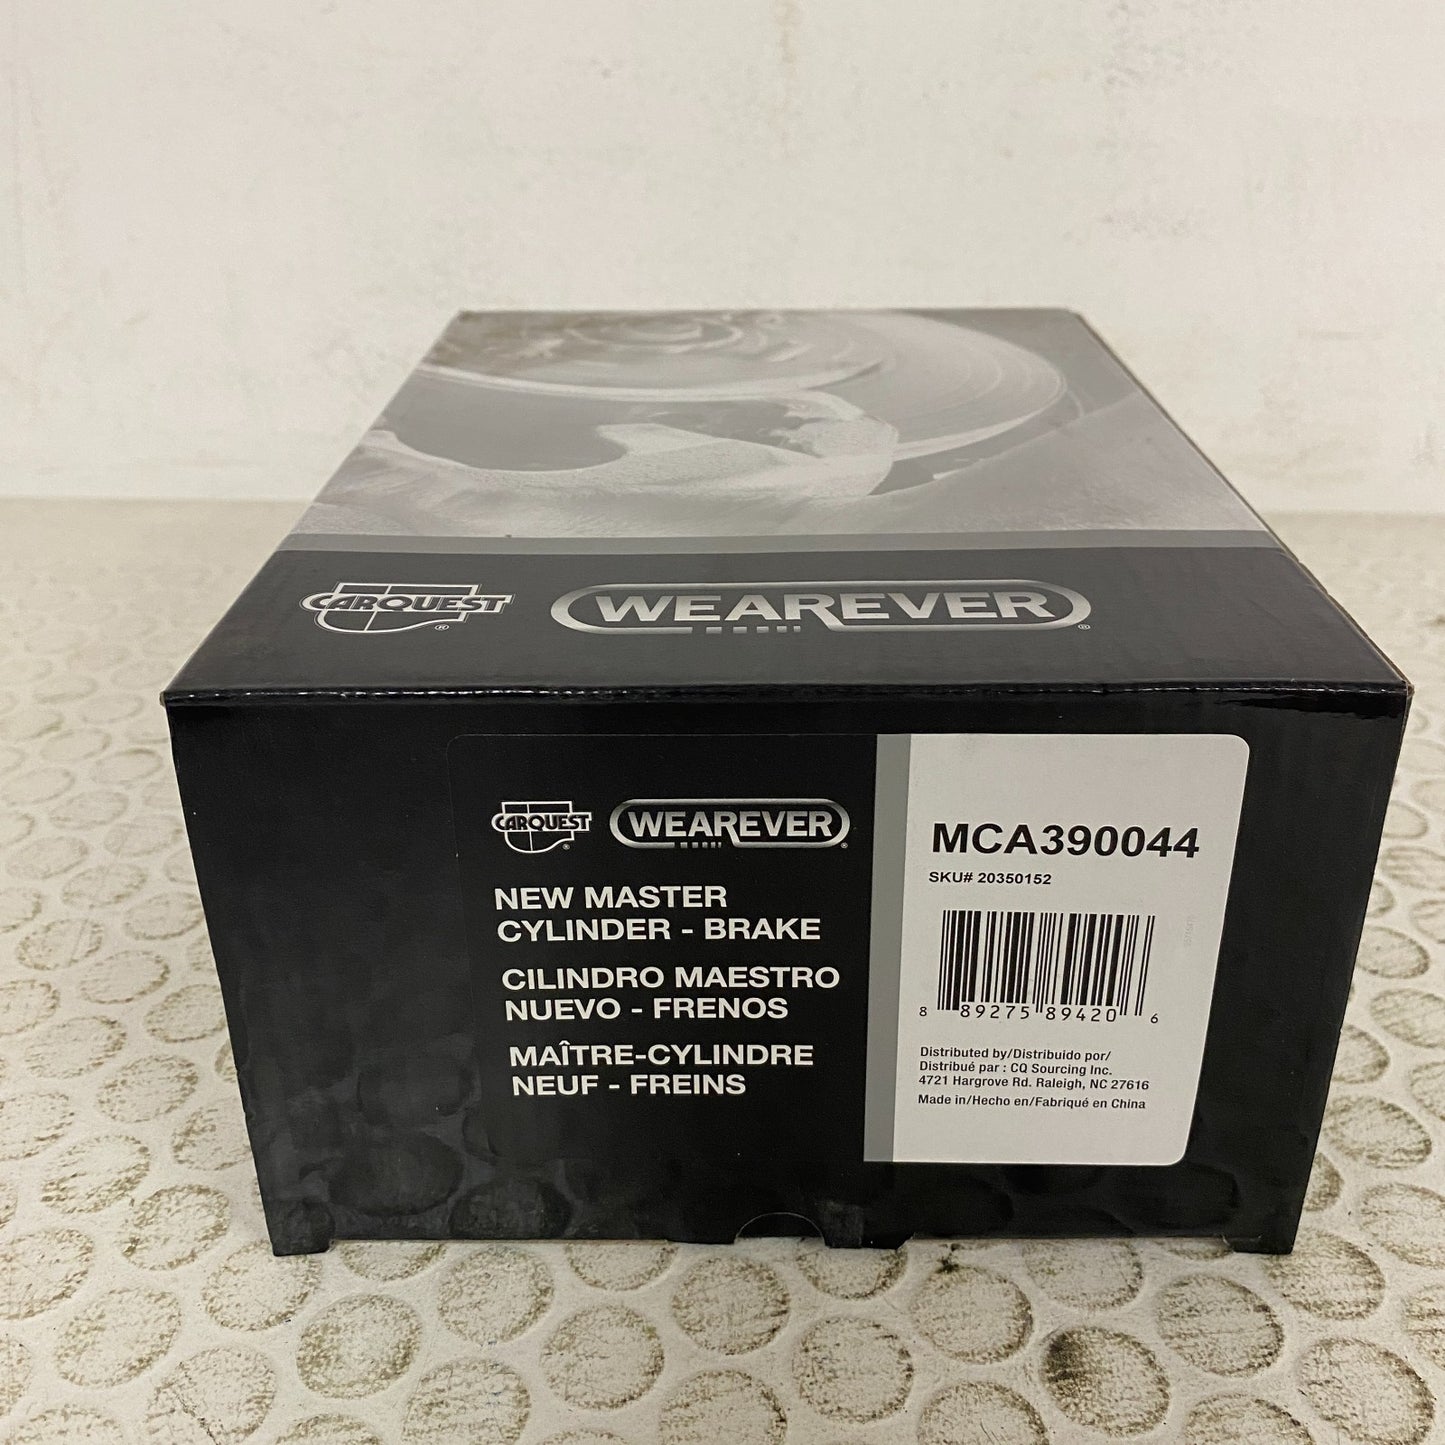 CARQUEST ®
WEAREVER ®
CARQUEST ®
WEAREVER ®
NEW MASTER
CYLINDER - BRAKE
CILINDRO MAESTRO
NUEVO - FRENOS
MAÎTRE-CYLINDRE
NEUF - FREINS
MCA390044
SKU# 20350152
8 89275 89420 6
Distributed by/Distribuido por/
Distribué par : CQ Sourcing Inc.
4721 Hargrove Rd. Raleigh, NC 27616
Made in/Hecho en/Fabriqué en China